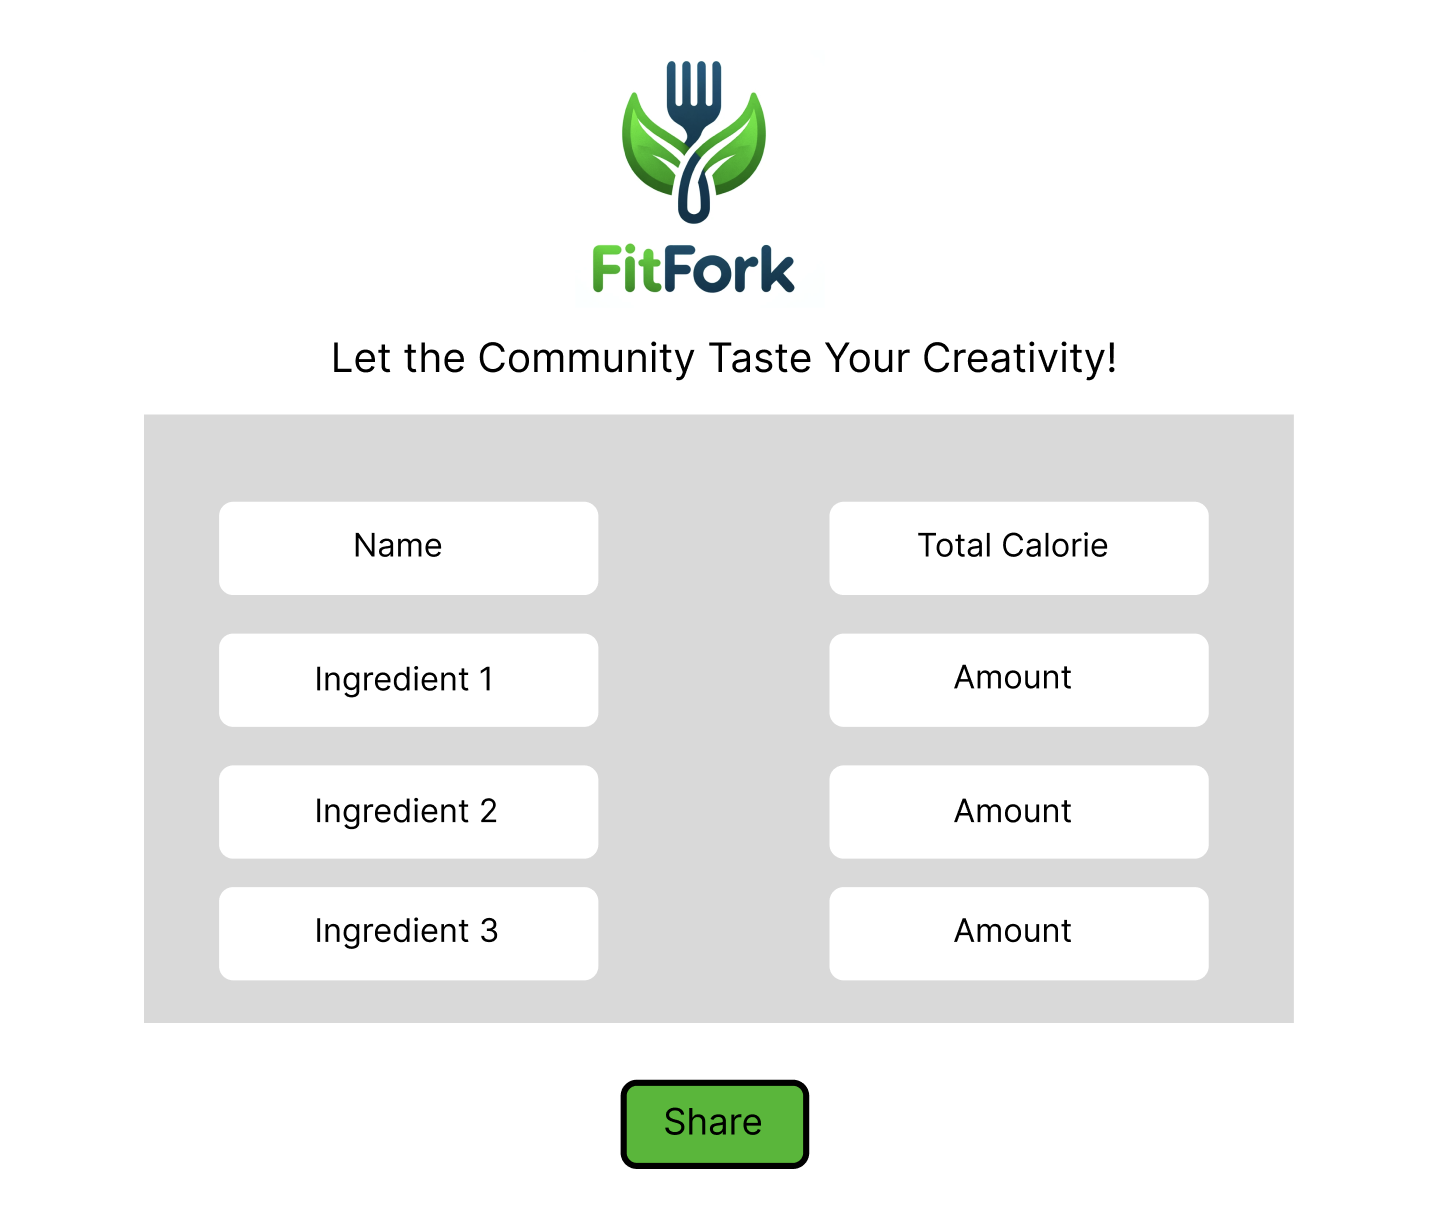 FitFork
Let the Community Taste Your Creativity!
Name
Total Calorie
Ingredient 1
Amount
Ingredient 2
Amount
Ingredient 3
Amount
Share